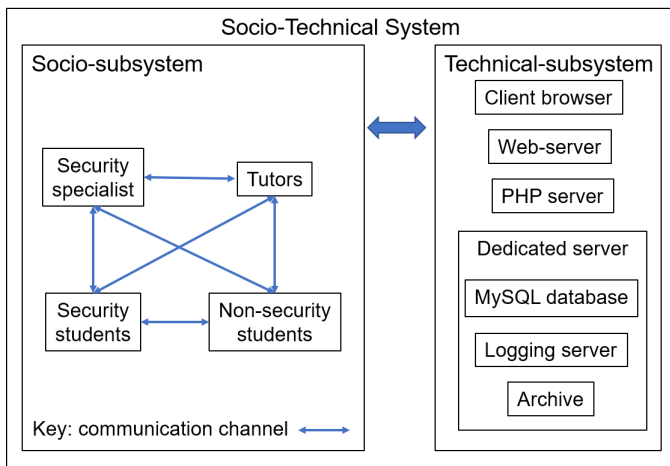 Socio-Technical System
Socio-subsystem
Security
specialist
Tutors
Security
students
Non-security
students
Key: communication channel
Technical-subsystem
Client browser
Web-server
PHP server
Dedicated server
MySQL database
Logging server
Archive